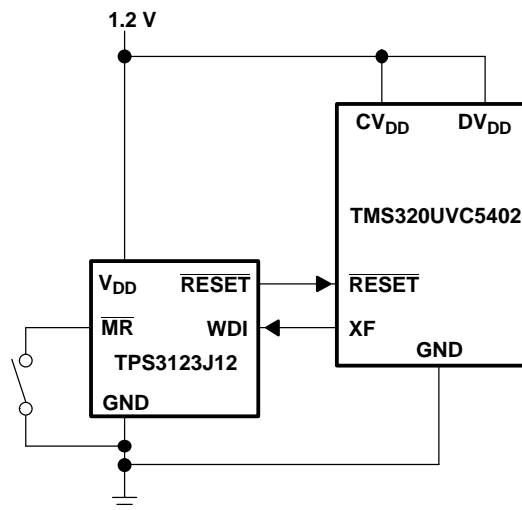 1.2 V
CVDD DVDD
TMS320UVC5402
VDD RESET RESET
MR WDI XF
TPS3123J12 GND
GND